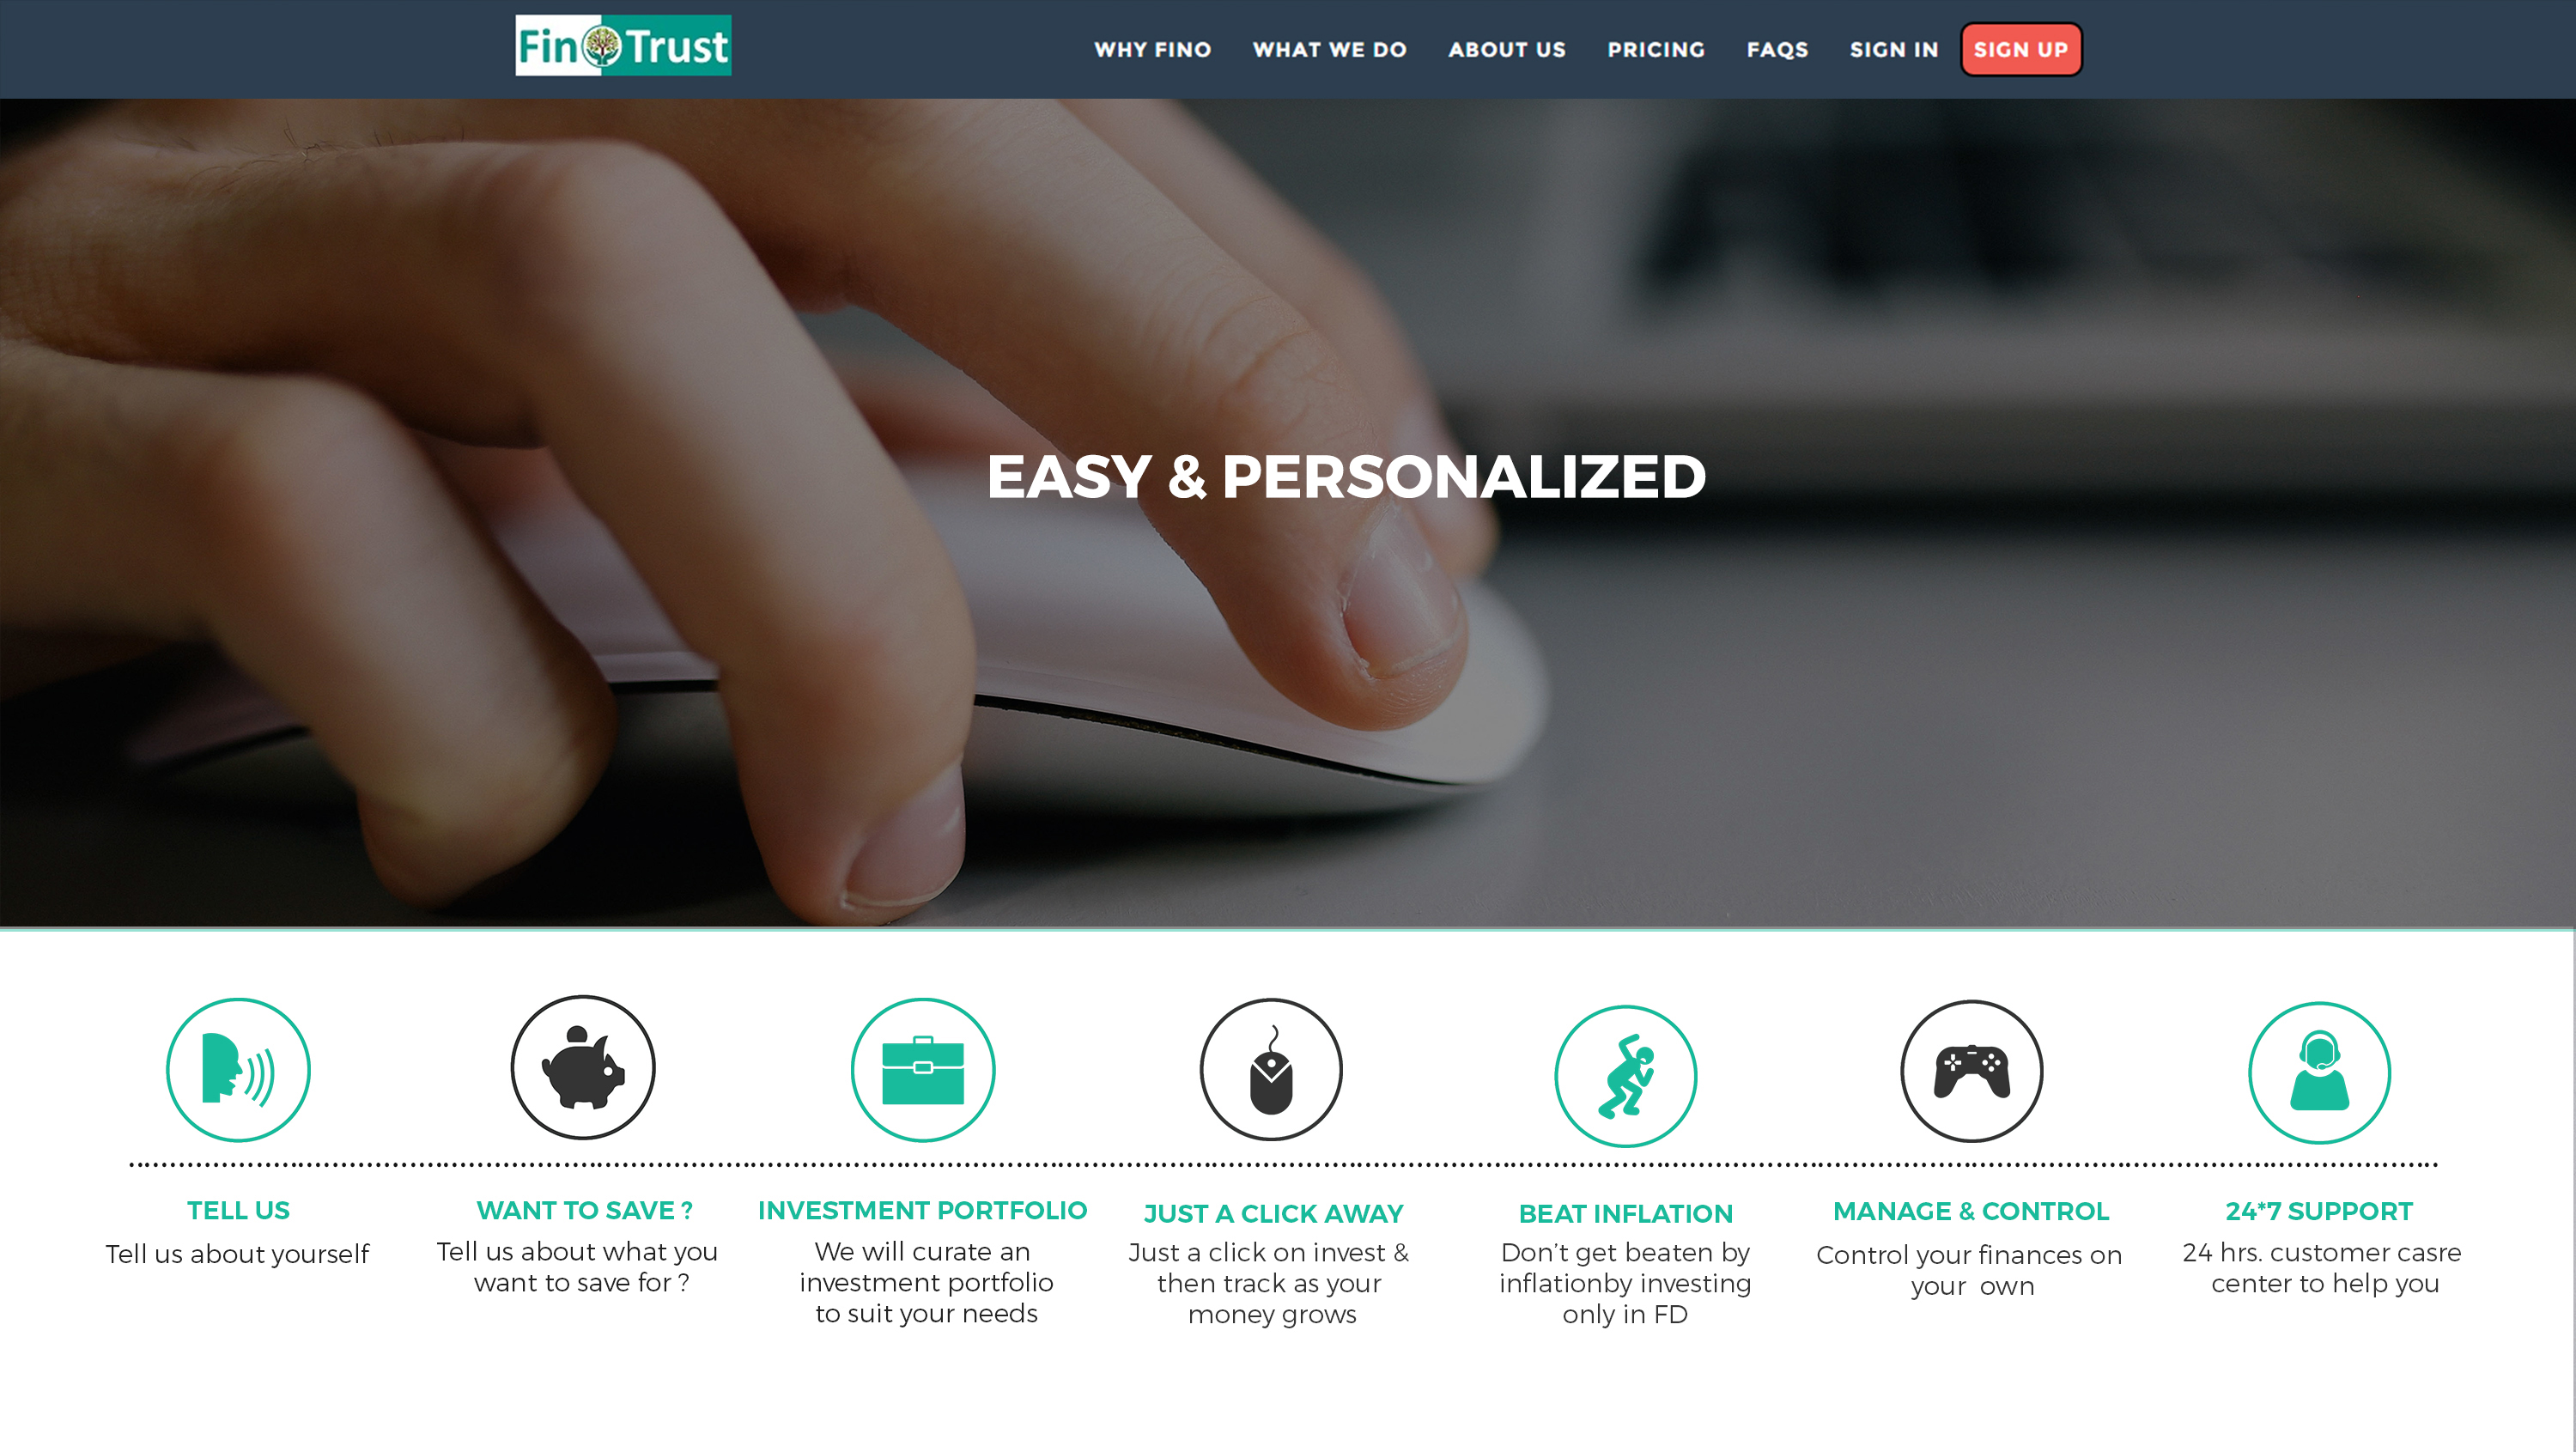 Fin Trust
WHY FINO
WHAT WE DO
ABOUT US
PRICING
FAQS
SIGN IN
SIGN UP
EASY & PERSONALIZED
TELL US
Tell us about yourself
WANT TO SAVE ?
Tell us about what you
want to save for ?
INVESTMENT PORTFOLIO
We will curate an
investment portfolio
to suit your needs
JUST A CLICK AWAY
Just a click on invest &
then track as your
money grows
BEAT INFLATION
Don’t get beaten by
inflationby investing
only in FD
MANAGE & CONTROL
Control your finances on
your  own
24*7 SUPPORT
24 hrs. customer casre
center to help you